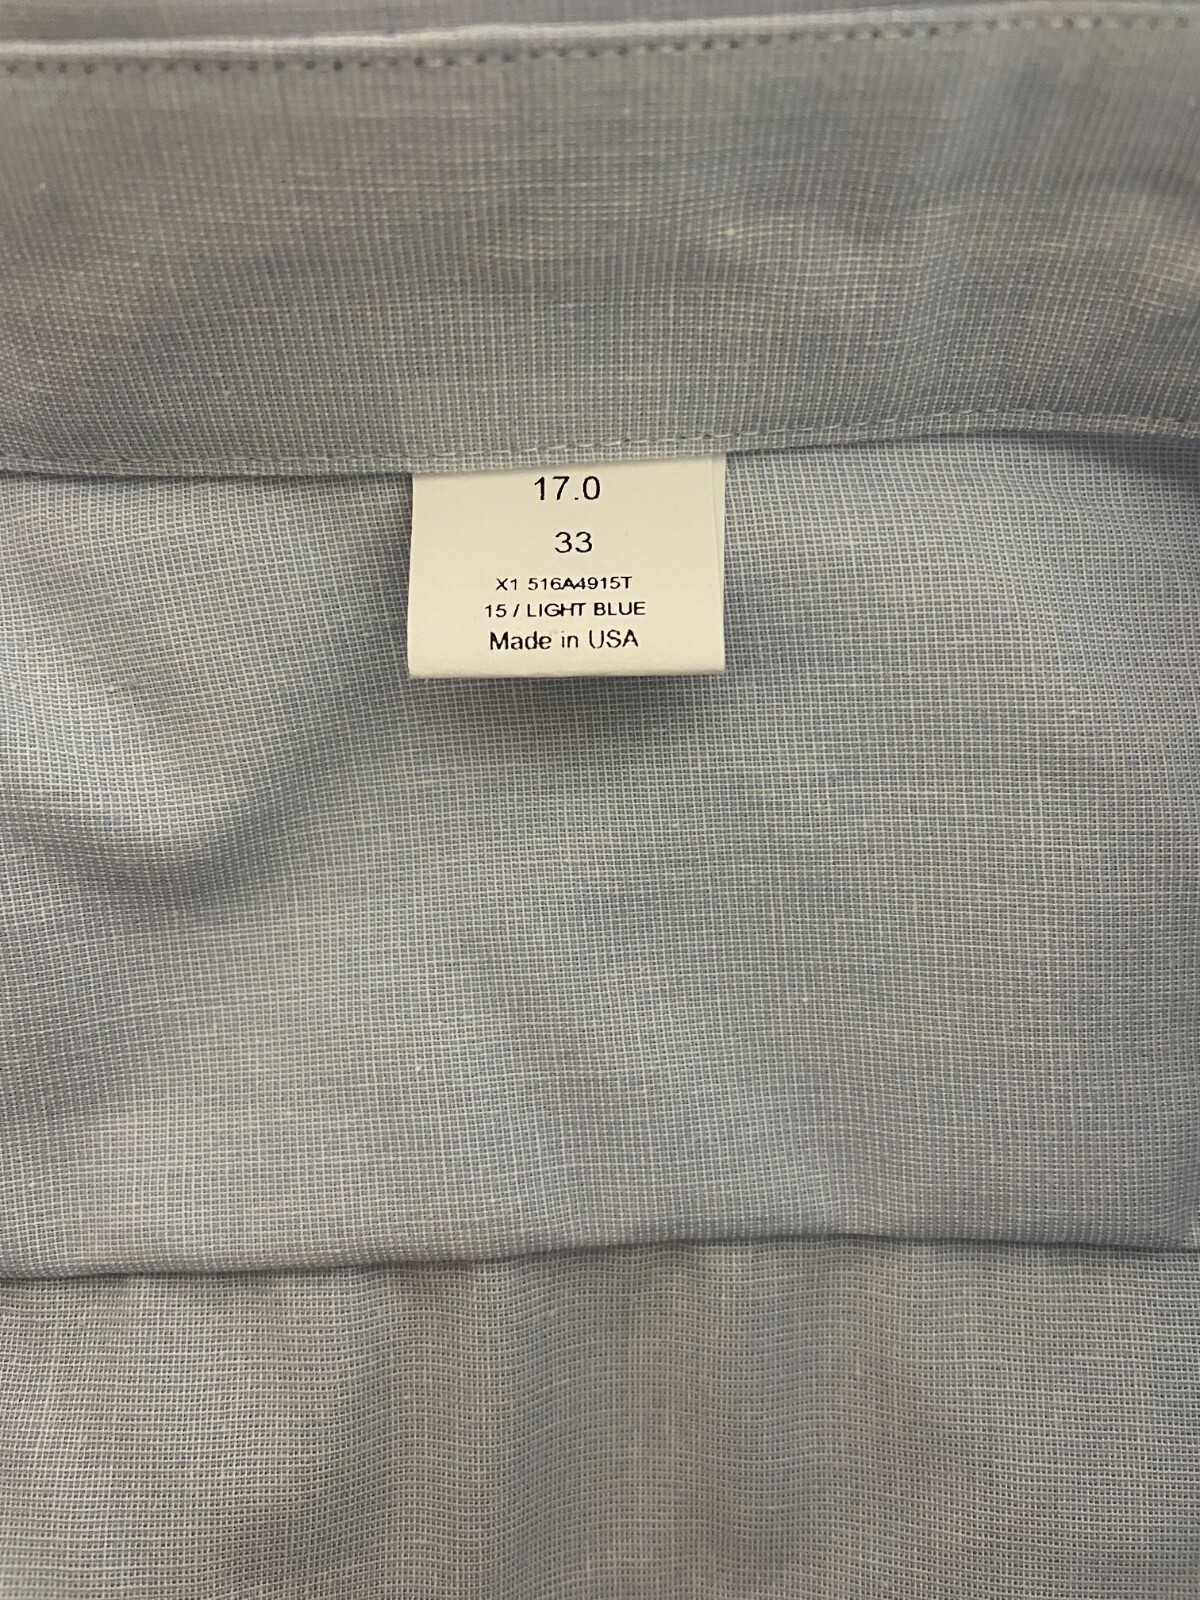 17.0
33
X1 516A4915T
15 / LIGHT BLUE
Made in USA